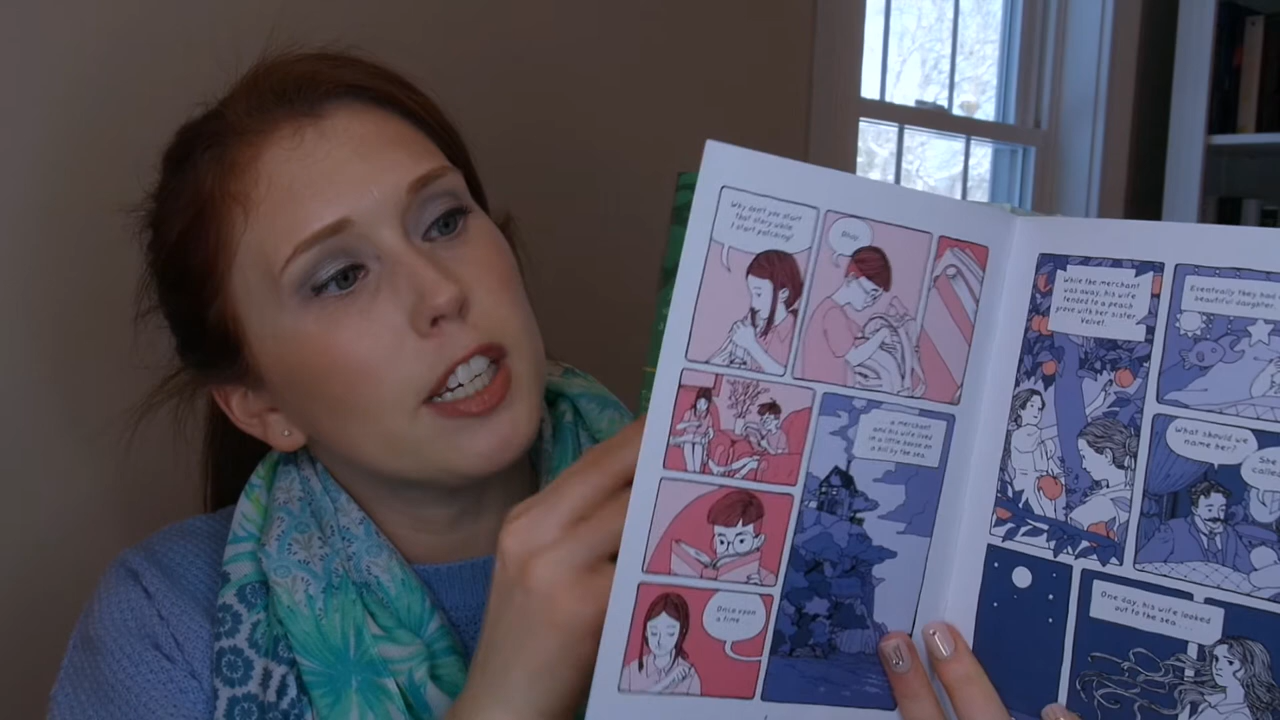 Why don't you start
that story while
I start patching?
Okay.
Once upon
a time...
a merchant
and his wife lived
in a little house on
a hill by the sea.
While the merchant
was away, his wife
tended to a peach
grove with her sister
Velvet.
Eventually they had a
beautiful daughter.
What should we
name her?
She
called
One day, his wife looked
out to the sea...